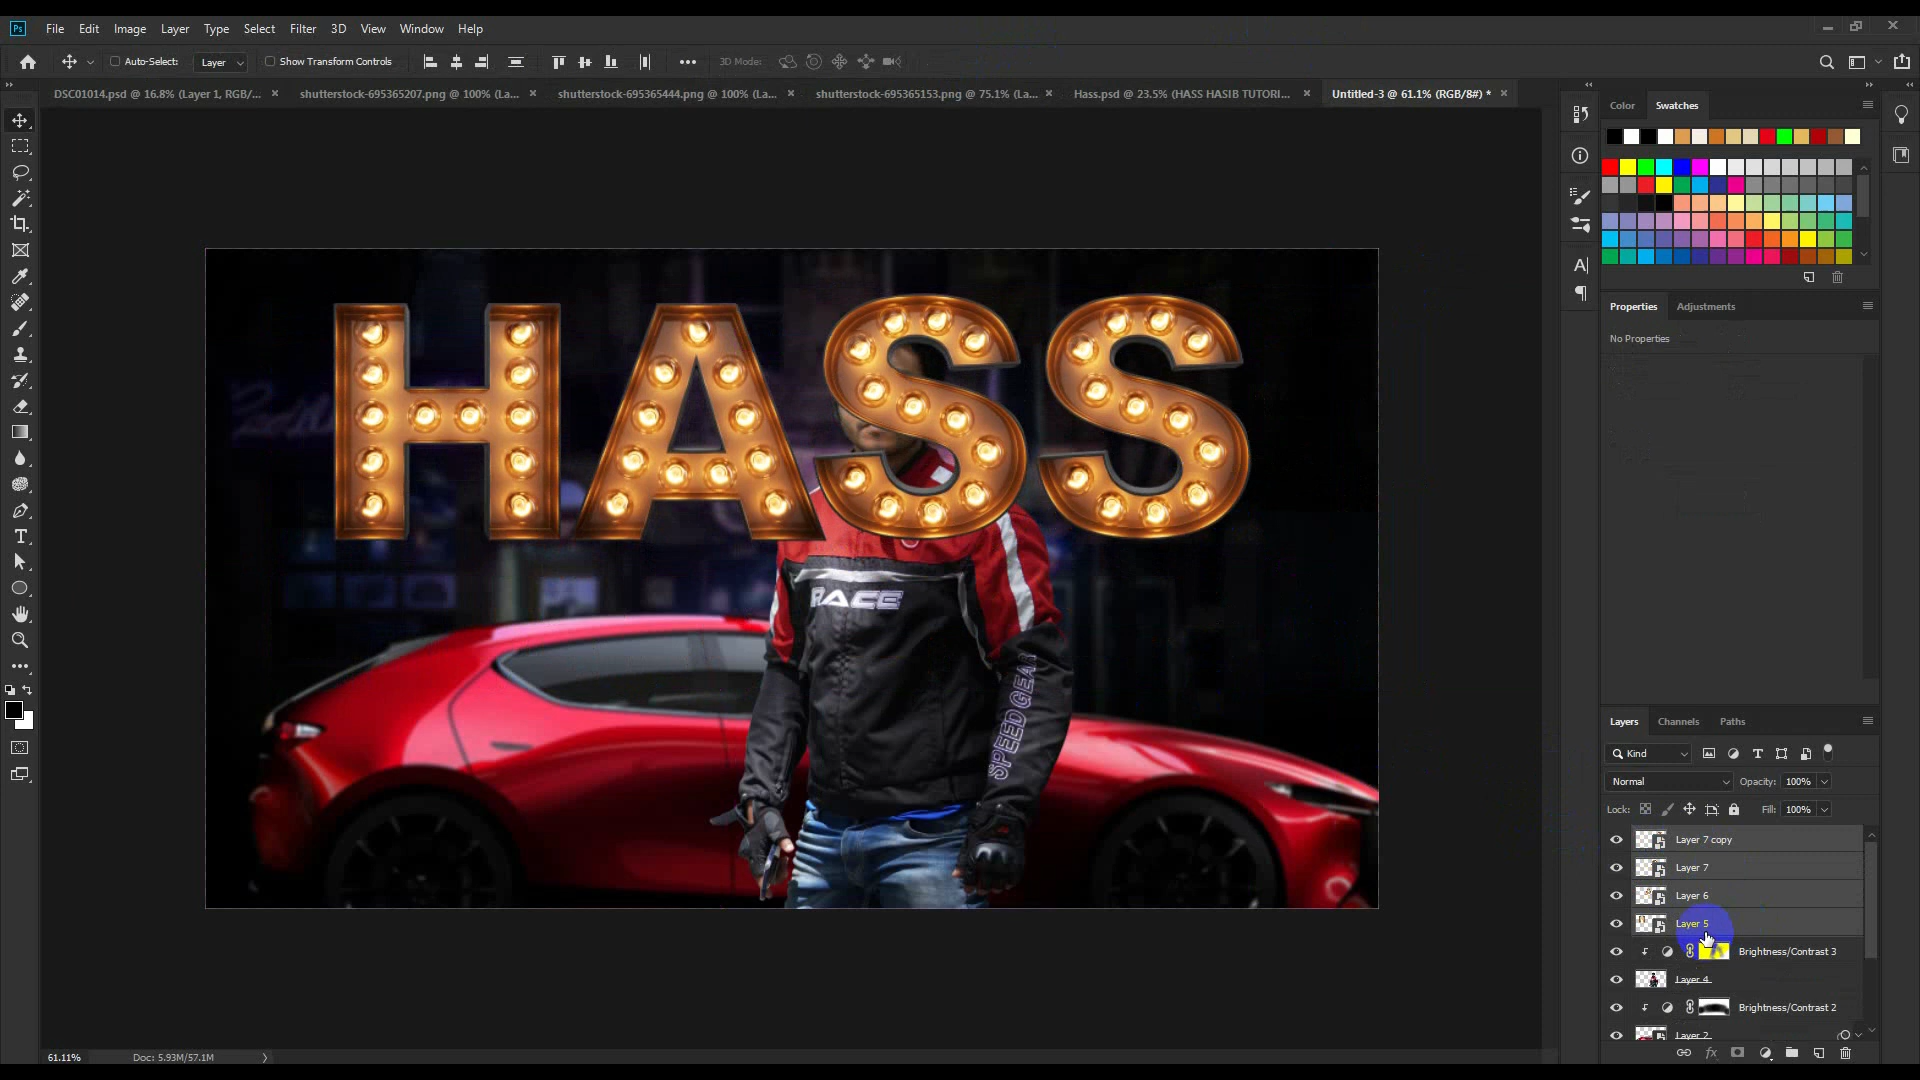 Ps File Edit Image Layer Type Select Filter 3D View Window Help
Auto-Select: Layer Show Transform Controls 3D Mode:
DSC01014.psd @ 16.8% (Layer 1, RGB/... × shutterstock-695365207.png @ 100% (La... × shutterstock-695365444.png @ 100% (La... × shutterstock-695365153.png @ 75.1% (La... × Hass.psd @ 23.5% (HASS HASIB TUTORI... × Untitled-3 @ 61.1% (RGB/8#) * ×
Color Swatches
Properties Adjustments
No Properties
HASS
RACE
SPEED GEAR
Layers Channels Paths
Kind
Normal Opacity: 100%
Lock: Fill: 100%
Layer 7 copy
Layer 7
Layer 6
Layer 5
Brightness/Contrast 3
Layer 4
Brightness/Contrast 2
Layer 2
fx
61.11% Doc: 5.93M/57.1M